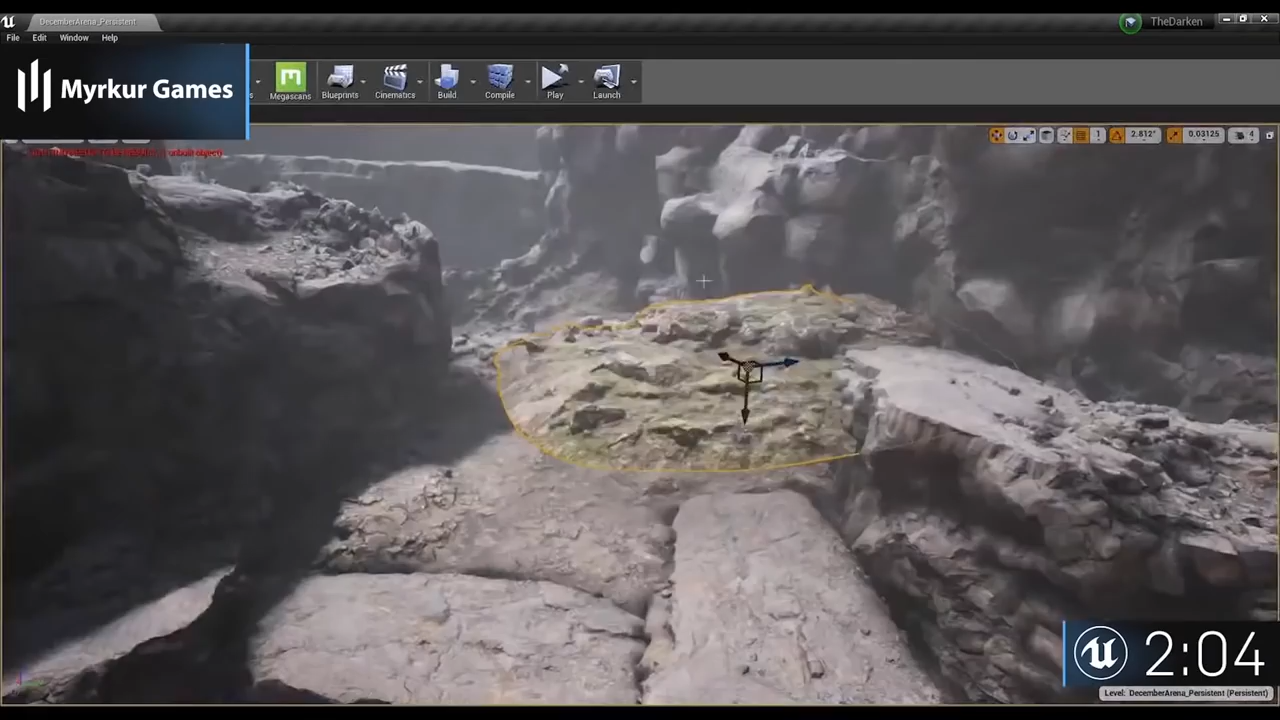 DecemberArena_Persistent
TheDarken
File Edit Window Help
Myrkur Games
Megascans Blueprints Cinematics Build Compile Play Launch
1 2.812° 0.03125 4
2:04
Level: DecemberArena_Persistent (Persistent)